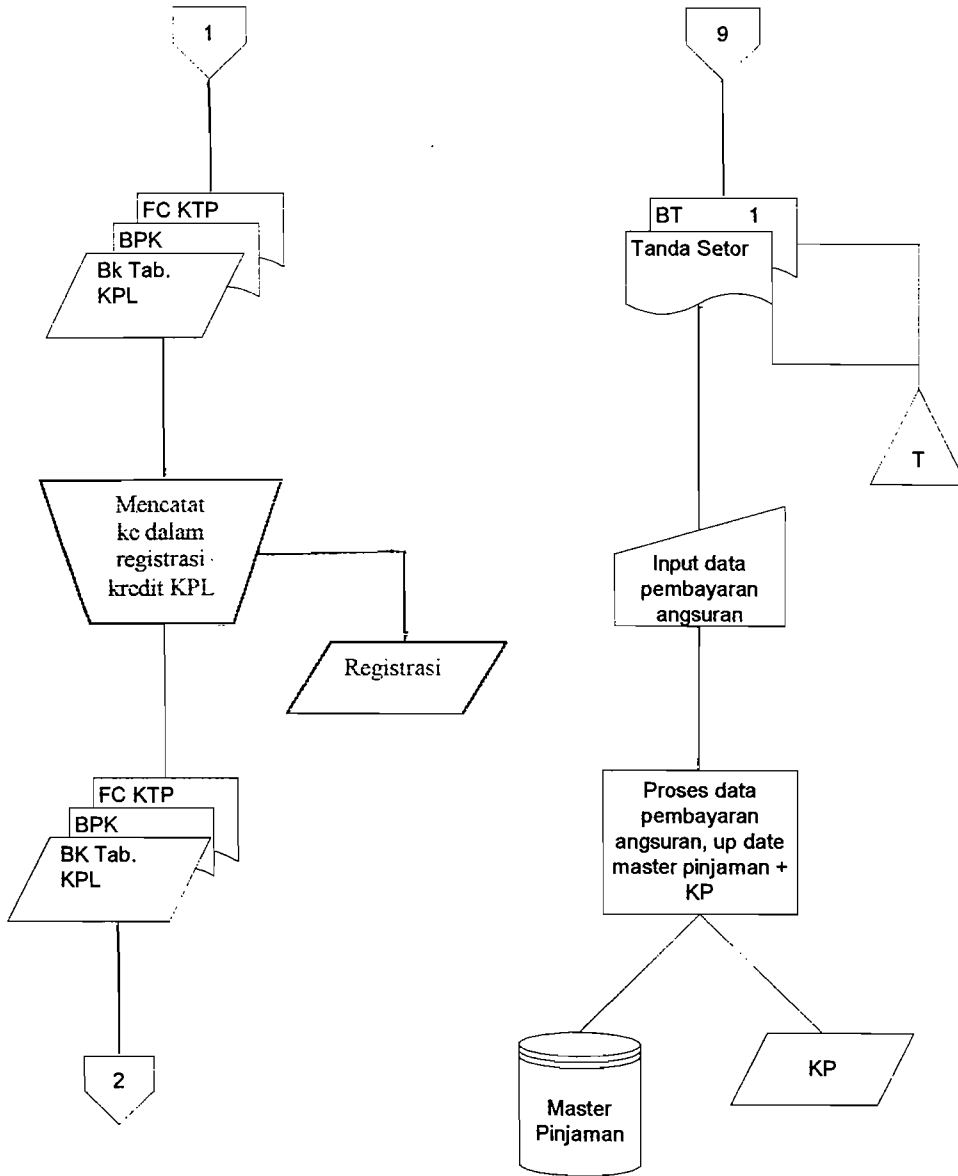 1
FC KTP
BPK
Bk Tab.
KPL
Mencatat
ke dalam
registrasi
kredit KPL
Registrasi
FC KTP
BPK
BK Tab.
KPL
2
9
BT 1
Tanda Setor
T
Input data
pembayaran
angsuran
Proses data
pembayaran
angsuran, up date
master pinjaman +
KP
Master
Pinjaman
KP